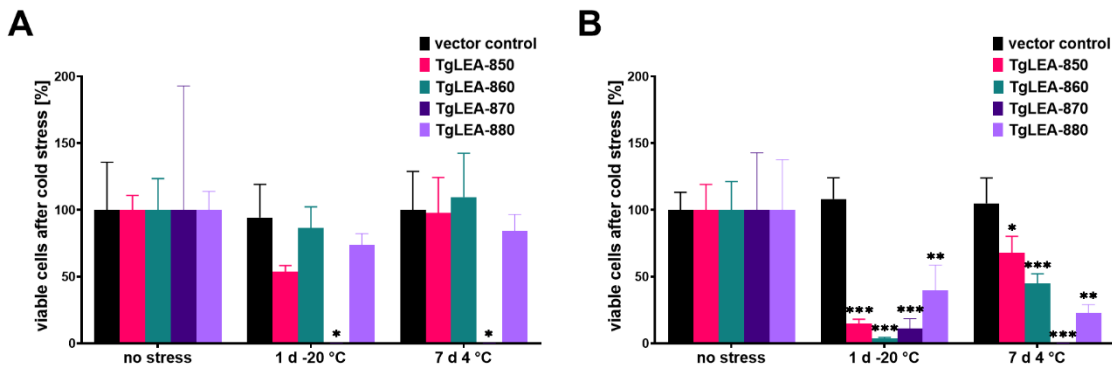 A
vector control
TgLEA-850
TgLEA-860
TgLEA-870
TgLEA-880
viable cells after cold stress [%]
200
150
100
50
0
* *
no stress 1 d -20 °C 7 d 4 °C
B
vector control
TgLEA-850
TgLEA-860
TgLEA-870
TgLEA-880
viable cells after cold stress [%]
200
150
100
50
0
*** *** *** ** * *** *** **
no stress 1 d -20 °C 7 d 4 °C